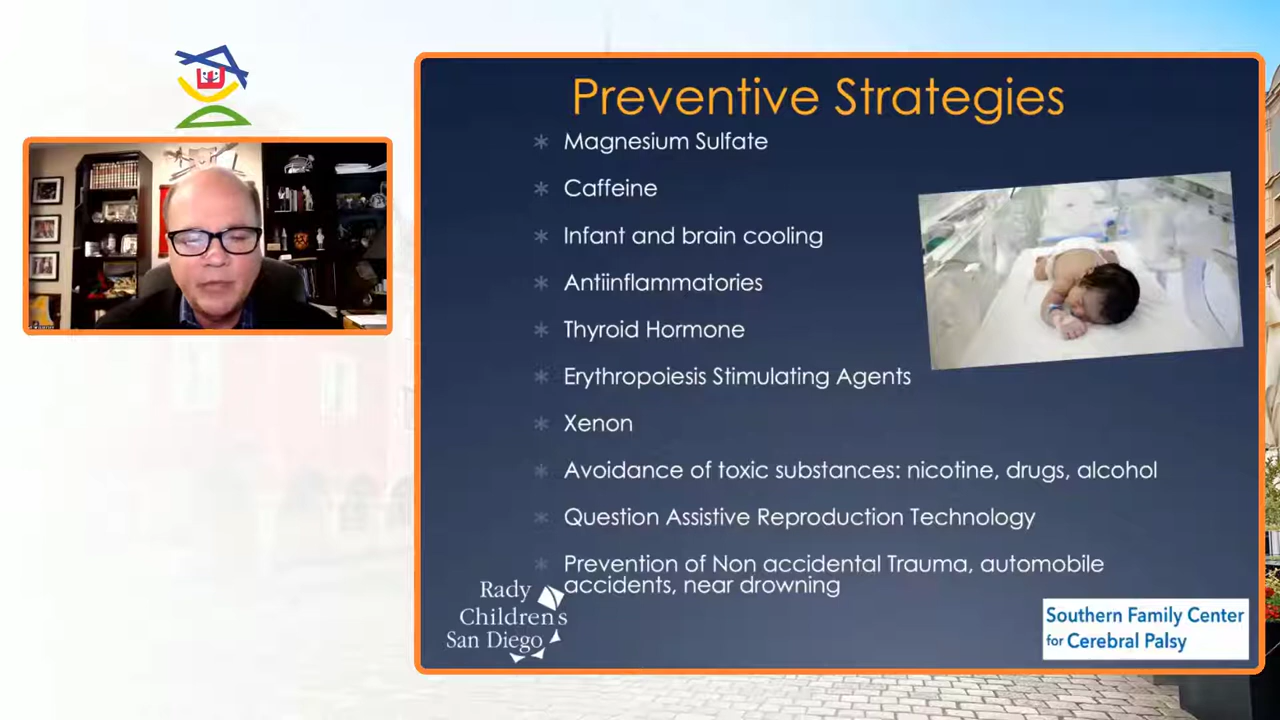 Preventive Strategies
Magnesium Sulfate
Caffeine
Infant and brain cooling
Antiinflammatories
Thyroid Hormone
Erythropoiesis Stimulating Agents
Xenon
Avoidance of toxic substances: nicotine, drugs, alcohol
Question Assistive Reproduction Technology
Prevention of Non accidental Trauma, automobile
accidents, near drowning
Rady
Children's
San Diego
Southern Family Center
for Cerebral Palsy